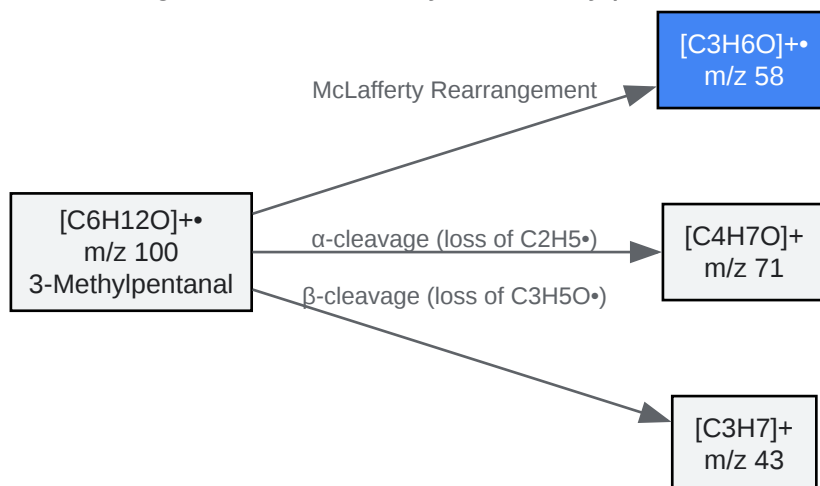 [C3H6O]+•
m/z 58
McLafferty Rearrangement
[C6H12O]+•
m/z 100
3-Methylpentanal
α-cleavage (loss of C2H5•)
[C4H7O]+
m/z 71
β-cleavage (loss of C3H5O•)
[C3H7]+
m/z 43